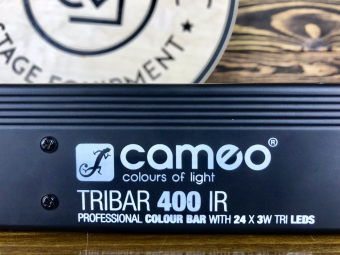 STAGE EQUIPMENT
cameo®
colours of light
TRIBAR 400 IR
PROFESSIONAL COLOUR BAR WITH 24 X 3W TRI LEDS